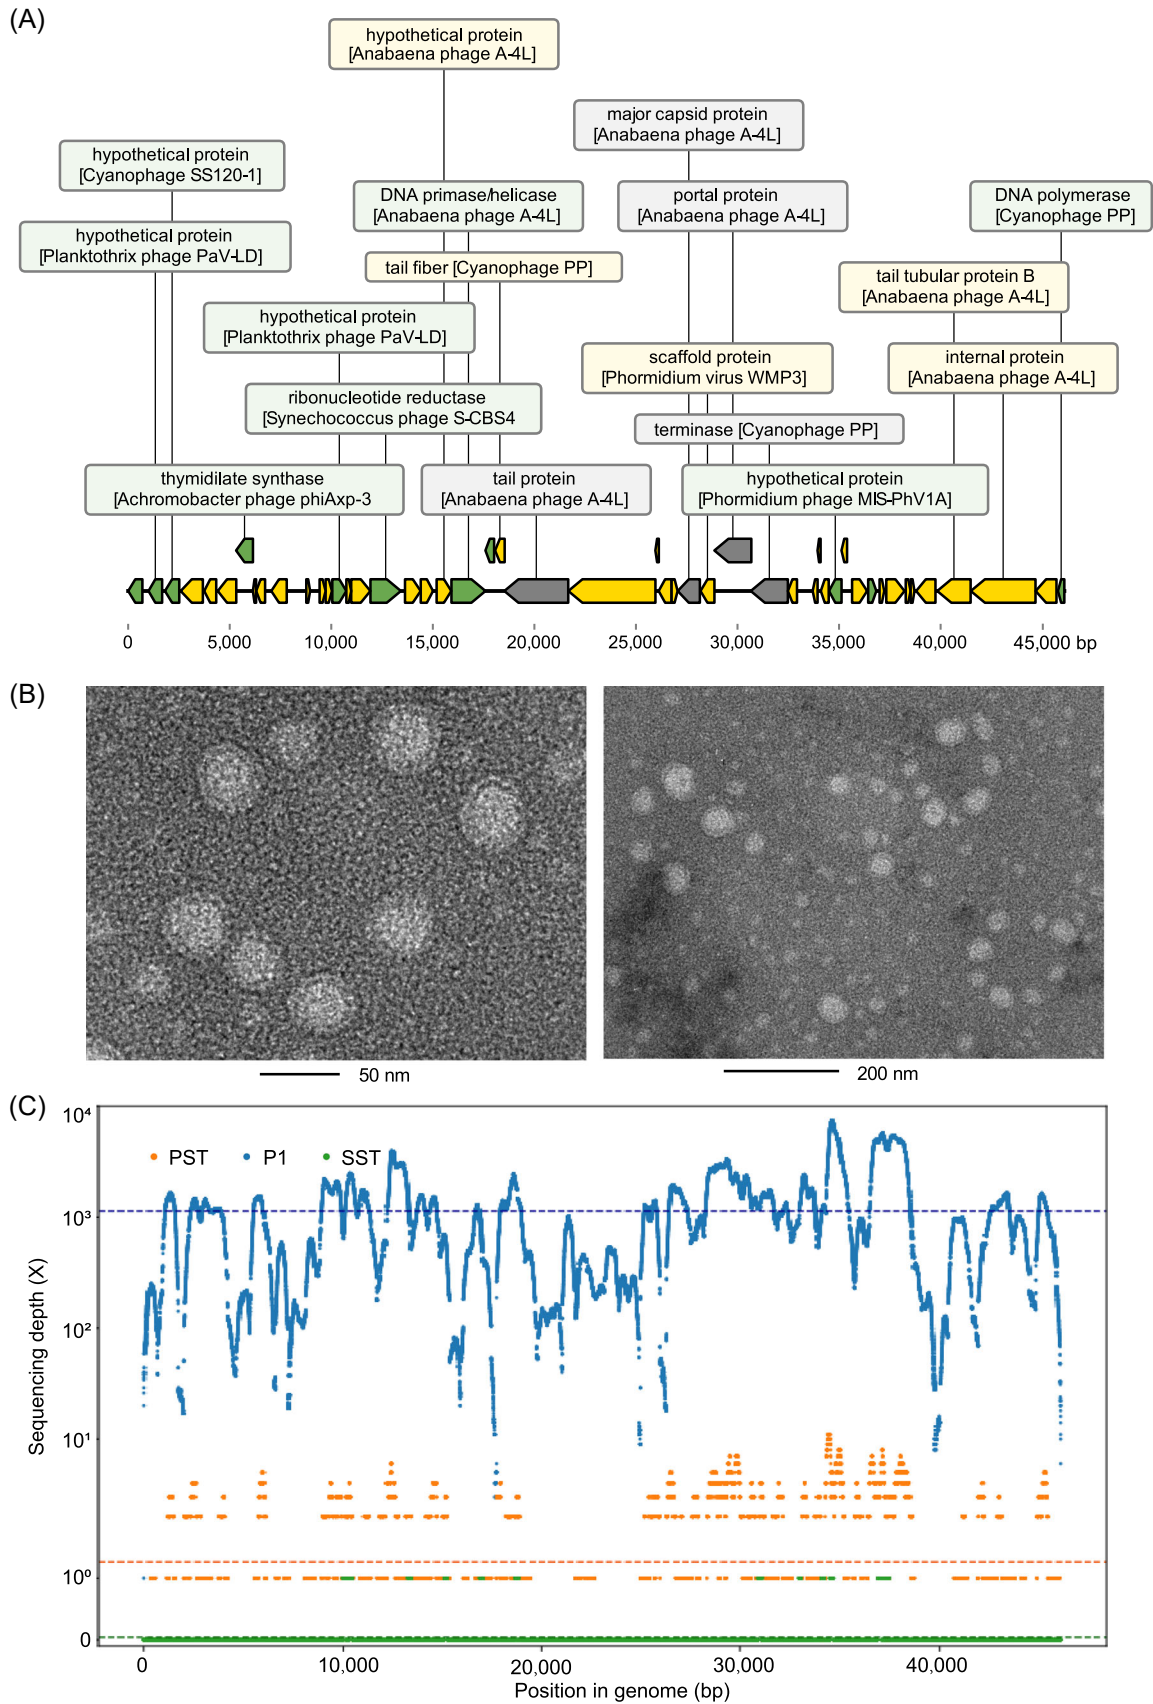 (A)
hypothetical protein
[Anabaena phage A-4L]
major capsid protein
[Anabaena phage A-4L]
hypothetical protein
[Cyanophage SS120-1]
DNA primase/helicase
[Anabaena phage A-4L]
portal protein
[Anabaena phage A-4L]
DNA polymerase
[Cyanophage PP]
hypothetical protein
[Planktothrix phage PaV-LD]
tail fiber [Cyanophage PP]
tail tubular protein B
[Anabaena phage A-4L]
hypothetical protein
[Planktothrix phage PaV-LD]
scaffold protein
[Phormidium virus WMP3]
internal protein
[Anabaena phage A-4L]
ribonucleotide reductase
[Synechococcus phage S-CBS4
terminase [Cyanophage PP]
thymidilate synthase
[Achromobacter phage phiAxp-3
tail protein
[Anabaena phage A-4L]
hypothetical protein
[Phormidium phage MIS-PhV1A]
0 5,000 10,000 15,000 20,000 25,000 30,000 35,000 40,000 45,000 bp
(B)
50 nm
200 nm
(C)
Sequencing depth (X)
10⁴
10³
10²
10¹
10⁰
0
PST P1 SST
0 10,000 20,000 30,000 40,000
Position in genome (bp)